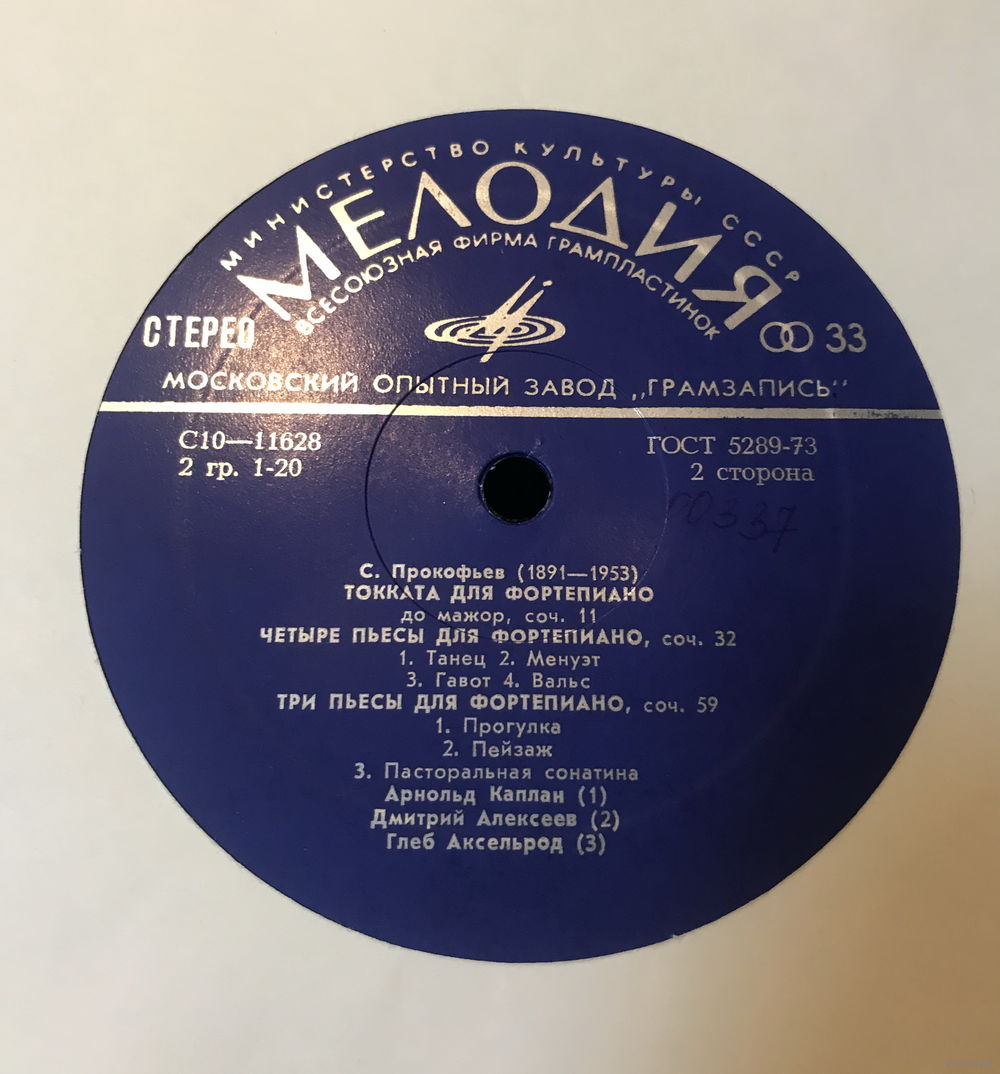 МИНИСТЕРСТВО КУЛЬТУРЫ СССР
МЕЛОДИЯ
ВСЕСОЮЗНАЯ ФИРМА ГРАМПЛАСТИНОК
СТЕРЕО
33
МОСКОВСКИЙ ОПЫТНЫЙ ЗАВОД „ГРАМЗАПИСЬ“
С10—11628
ГОСТ 5289-73
2 гр. 1-20
2 сторона
00337
С. Прокофьев (1891—1953)
ТОККАТА ДЛЯ ФОРТЕПИАНО
до мажор, соч. 11
ЧЕТЫРЕ ПЬЕСЫ ДЛЯ ФОРТЕПИАНО, соч. 32
1. Танец 2. Менуэт
3. Гавот 4. Вальс
ТРИ ПЬЕСЫ ДЛЯ ФОРТЕПИАНО, соч. 59
1. Прогулка
2. Пейзаж
3. Пасторальная сонатина
Арнольд Каплан (1)
Дмитрий Алексеев (2)
Глеб Аксельрод (3)